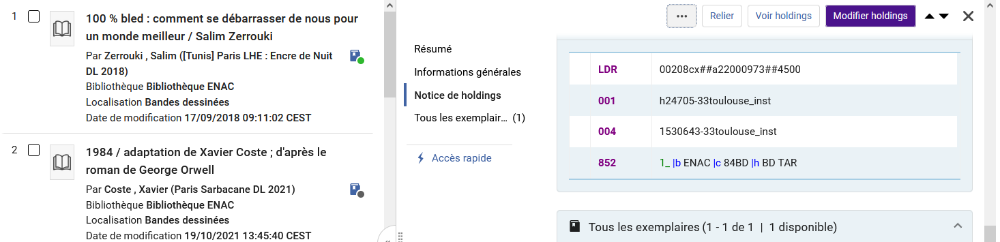 1
100 % bled : comment se débarrasser de nous pour
un monde meilleur / Salim Zerrouki
Par Zerrouki , Salim ([Tunis] Paris LHE : Encre de Nuit
DL 2018)
Bibliothèque Bibliothèque ENAC
Localisation Bandes dessinées
Date de modification 17/09/2018 09:11:02 CEST
2
1984 / adaptation de Xavier Coste ; d'après le
roman de George Orwell
Par Coste , Xavier (Paris Sarbacane DL 2021)
Bibliothèque Bibliothèque ENAC
Localisation Bandes dessinées
Date de modification 19/10/2021 13:45:40 CEST
Résumé
Informations générales
Notice de holdings
Tous les exemplair... (1)
Accès rapide
... Relier Voir holdings Modifier holdings
LDR 00208cx##a22000973##4500
001 h24705-33toulouse_inst
004 1530643-33toulouse_inst
852 1_ |b ENAC |c 84BD |h BD TAR
Tous les exemplaires (1 - 1 de 1 | 1 disponible)